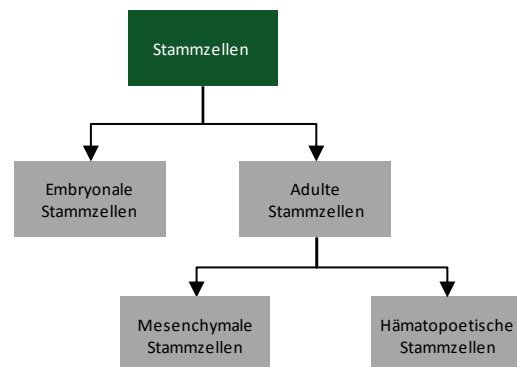 Stammzellen
Embryonale
Stammzellen
Adulte
Stammzellen
Mesenchymale
Stammzellen
Hämatopoetische
Stammzellen